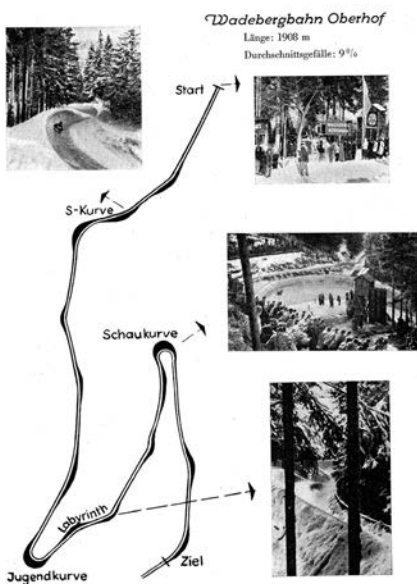 Wadebergbahn Oberhof
Länge: 1908 m
Durchschnittsgefälle: 9%
Start
S-Kurve
Schaukurve
Labyrinth
Ziel
Jugendkurve